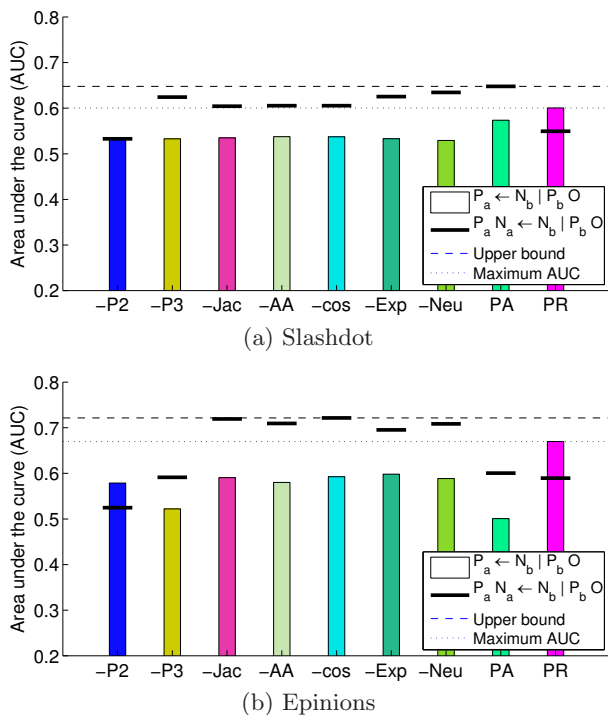 0.8
0.7
0.6
0.5
0.4
0.3
0.2
Area under the curve (AUC)
P_a ← N_b | P_b O
P_a N_a ← N_b | P_b O
Upper bound
Maximum AUC
−P2 −P3 −Jac −AA −cos −Exp −Neu PA PR
(a) Slashdot
0.8
0.7
0.6
0.5
0.4
0.3
0.2
Area under the curve (AUC)
P_a ← N_b | P_b O
P_a N_a ← N_b | P_b O
Upper bound
Maximum AUC
−P2 −P3 −Jac −AA −cos −Exp −Neu PA PR
(b) Epinions